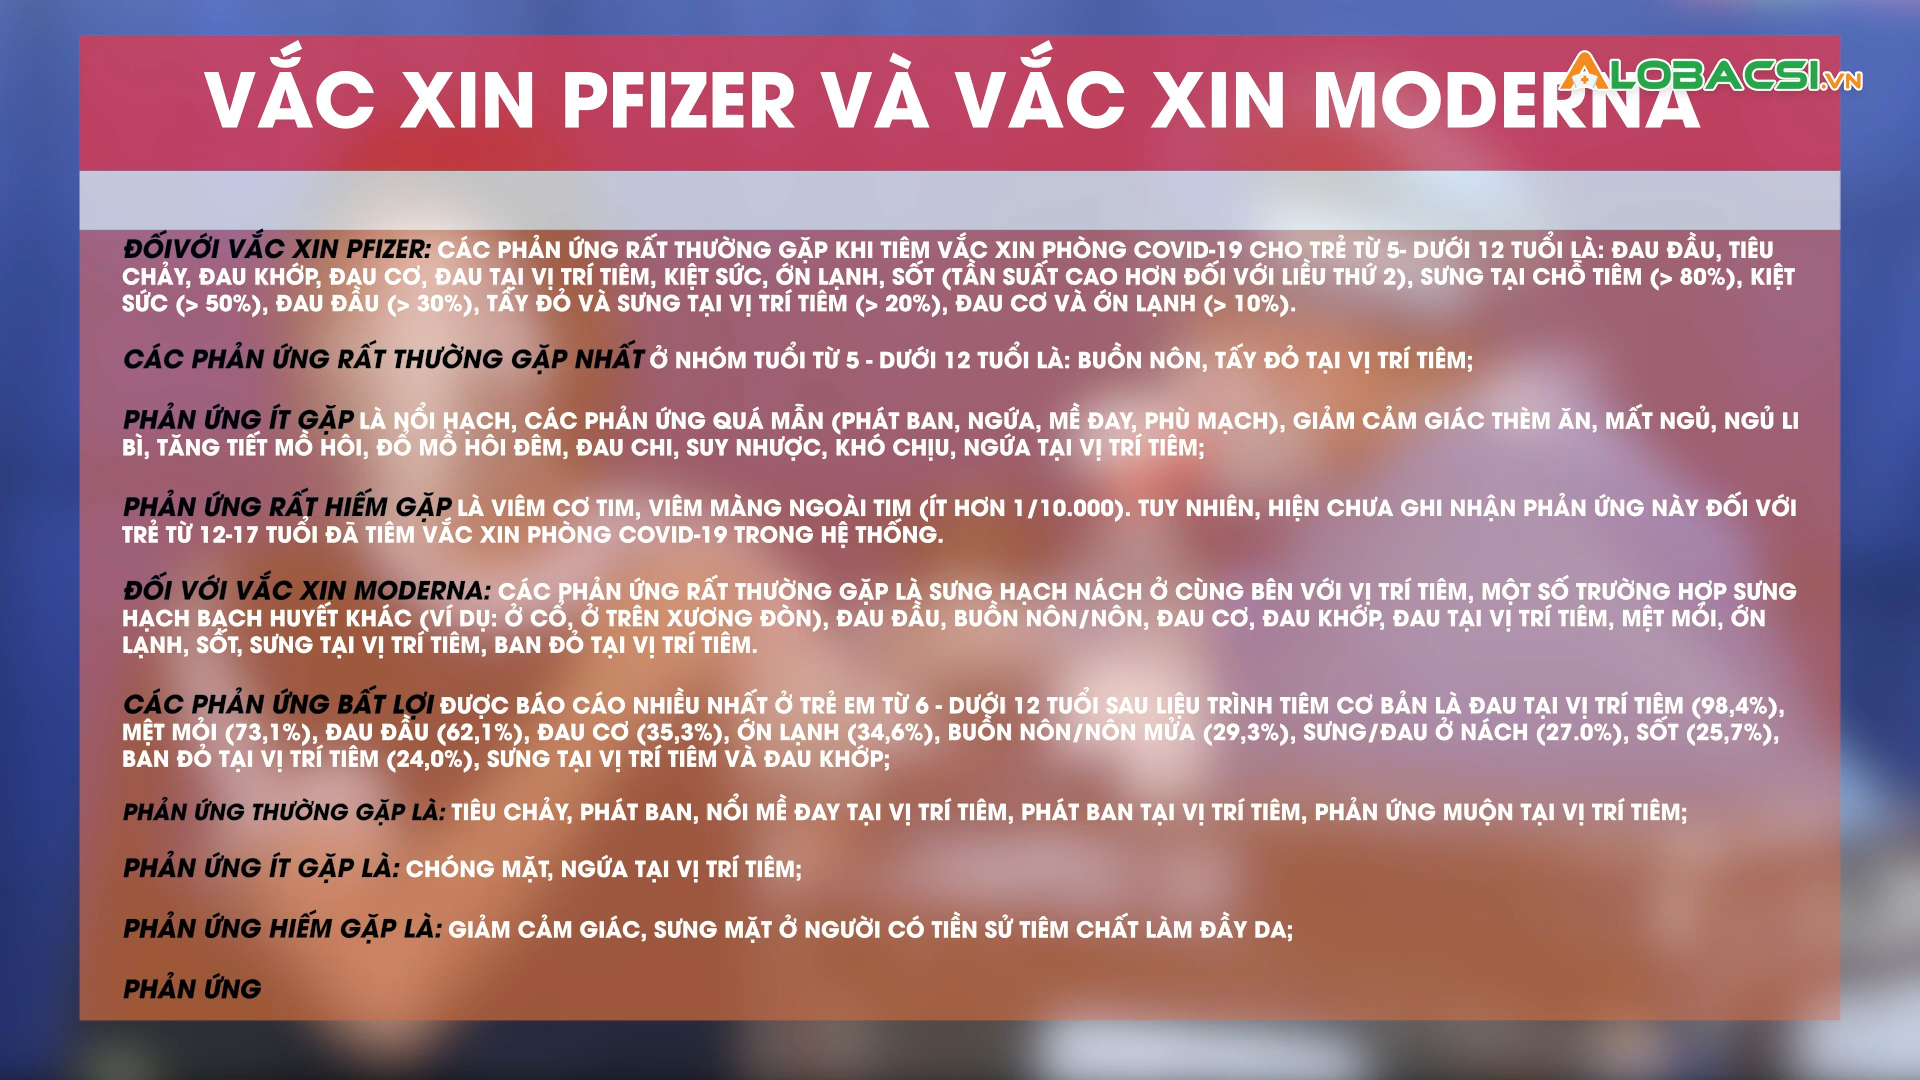 VẮC XIN PFIZER VÀ VẮC XIN MODERNA
ALOBACSI.VN
ĐỐIVỚI VẮC XIN PFIZER: CÁC PHẢN ỨNG RẤT THƯỜNG GẶP KHI TIÊM VẮC XIN PHÒNG COVID-19 CHO TRẺ TỪ 5- DƯỚI 12 TUỔI LÀ: ĐAU ĐẦU, TIÊU
CHẢY, ĐAU KHỚP, ĐAU CƠ, ĐAU TẠI VỊ TRÍ TIÊM, KIỆT SỨC, ỚN LẠNH, SỐT (TẦN SUẤT CAO HƠN ĐỐI VỚI LIỀU THỨ 2), SƯNG TẠI CHỖ TIÊM (> 80%), KIỆT
SỨC (> 50%), ĐAU ĐẦU (> 30%), TẤY ĐỎ VÀ SƯNG TẠI VỊ TRÍ TIÊM (> 20%), ĐAU CƠ VÀ ỚN LẠNH (> 10%).
CÁC PHẢN ỨNG RẤT THƯỜNG GẶP NHẤT Ở NHÓM TUỔI TỪ 5 - DƯỚI 12 TUỔI LÀ: BUỒN NÔN, TẤY ĐỎ TẠI VỊ TRÍ TIÊM;
PHẢN ỨNG ÍT GẶP LÀ NỔI HẠCH, CÁC PHẢN ỨNG QUÁ MẪN (PHÁT BAN, NGỨA, MỀ ĐAY, PHÙ MẠCH), GIẢM CẢM GIÁC THÈM ĂN, MẤT NGỦ, NGỦ LI
BÌ, TĂNG TIẾT MỒ HÔI, ĐỔ MỒ HÔI ĐÊM, ĐAU CHI, SUY NHƯỢC, KHÓ CHỊU, NGỨA TẠI VỊ TRÍ TIÊM;
PHẢN ỨNG RẤT HIẾM GẶP LÀ VIÊM CƠ TIM, VIÊM MÀNG NGOÀI TIM (ÍT HƠN 1/10.000). TUY NHIÊN, HIỆN CHƯA GHI NHẬN PHẢN ỨNG NÀY ĐỐI VỚI
TRẺ TỪ 12-17 TUỔI ĐÃ TIÊM VẮC XIN PHÒNG COVID-19 TRONG HỆ THỐNG.
ĐỐI VỚI VẮC XIN MODERNA: CÁC PHẢN ỨNG RẤT THƯỜNG GẶP LÀ SƯNG HẠCH NÁCH Ở CÙNG BÊN VỚI VỊ TRÍ TIÊM, MỘT SỐ TRƯỜNG HỢP SƯNG
HẠCH BẠCH HUYẾT KHÁC (VÍ DỤ: Ở CỔ, Ở TRÊN XƯƠNG ĐÒN), ĐAU ĐẦU, BUỒN NÔN/NÔN, ĐAU CƠ, ĐAU KHỚP, ĐAU TẠI VỊ TRÍ TIÊM, MỆT MỎI, ỚN
LẠNH, SỐT, SƯNG TẠI VỊ TRÍ TIÊM, BAN ĐỎ TẠI VỊ TRÍ TIÊM.
CÁC PHẢN ỨNG BẤT LỢI ĐƯỢC BÁO CÁO NHIỀU NHẤT Ở TRẺ EM TỪ 6 - DƯỚI 12 TUỔI SAU LIỆU TRÌNH TIÊM CƠ BẢN LÀ ĐAU TẠI VỊ TRÍ TIÊM (98,4%),
MỆT MỎI (73,1%), ĐAU ĐẦU (62,1%), ĐAU CƠ (35,3%), ỚN LẠNH (34,6%), BUỒN NÔN/NÔN MỬA (29,3%), SƯNG/ĐAU Ở NÁCH (27.0%), SỐT (25,7%),
BAN ĐỎ TẠI VỊ TRÍ TIÊM (24,0%), SƯNG TẠI VỊ TRÍ TIÊM VÀ ĐAU KHỚP;
PHẢN ỨNG THƯỜNG GẶP LÀ: TIÊU CHẢY, PHÁT BAN, NỔI MỀ ĐAY TẠI VỊ TRÍ TIÊM, PHÁT BAN TẠI VỊ TRÍ TIÊM, PHẢN ỨNG MUỘN TẠI VỊ TRÍ TIÊM;
PHẢN ỨNG ÍT GẶP LÀ: CHÓNG MẶT, NGỨA TẠI VỊ TRÍ TIÊM;
PHẢN ỨNG HIẾM GẶP LÀ: GIẢM CẢM GIÁC, SƯNG MẶT Ở NGƯỜI CÓ TIỀN SỬ TIÊM CHẤT LÀM ĐẦY DA;
PHẢN ỨNG